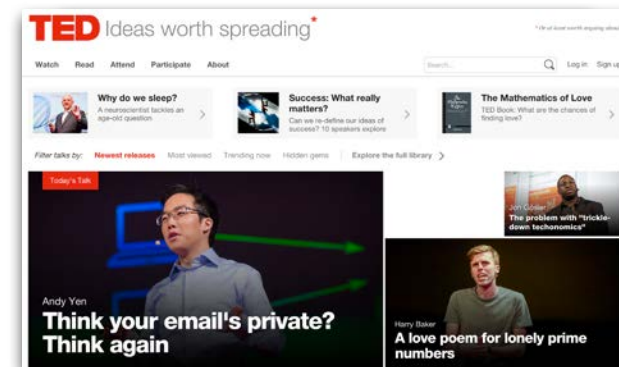 TED Ideas worth spreading*
Watch Read Attend Participate About
Search... Log in Sign up
Why do we sleep?
A neuroscientist tackles an
age-old question
Success: What really
matters?
Can we re-define our ideas of
success? 10 speakers explore
The Mathematics of Love
TED Book: What are the chances of
finding love?
Filter talks by: Newest releases Most viewed Trending now Hidden gems Explore the full library
Today's Talk
Andy Yen
Think your email's private?
Think again
Jon Gosier
The problem with "trickle-
down techonomics"
Harry Baker
A love poem for lonely prime
numbers